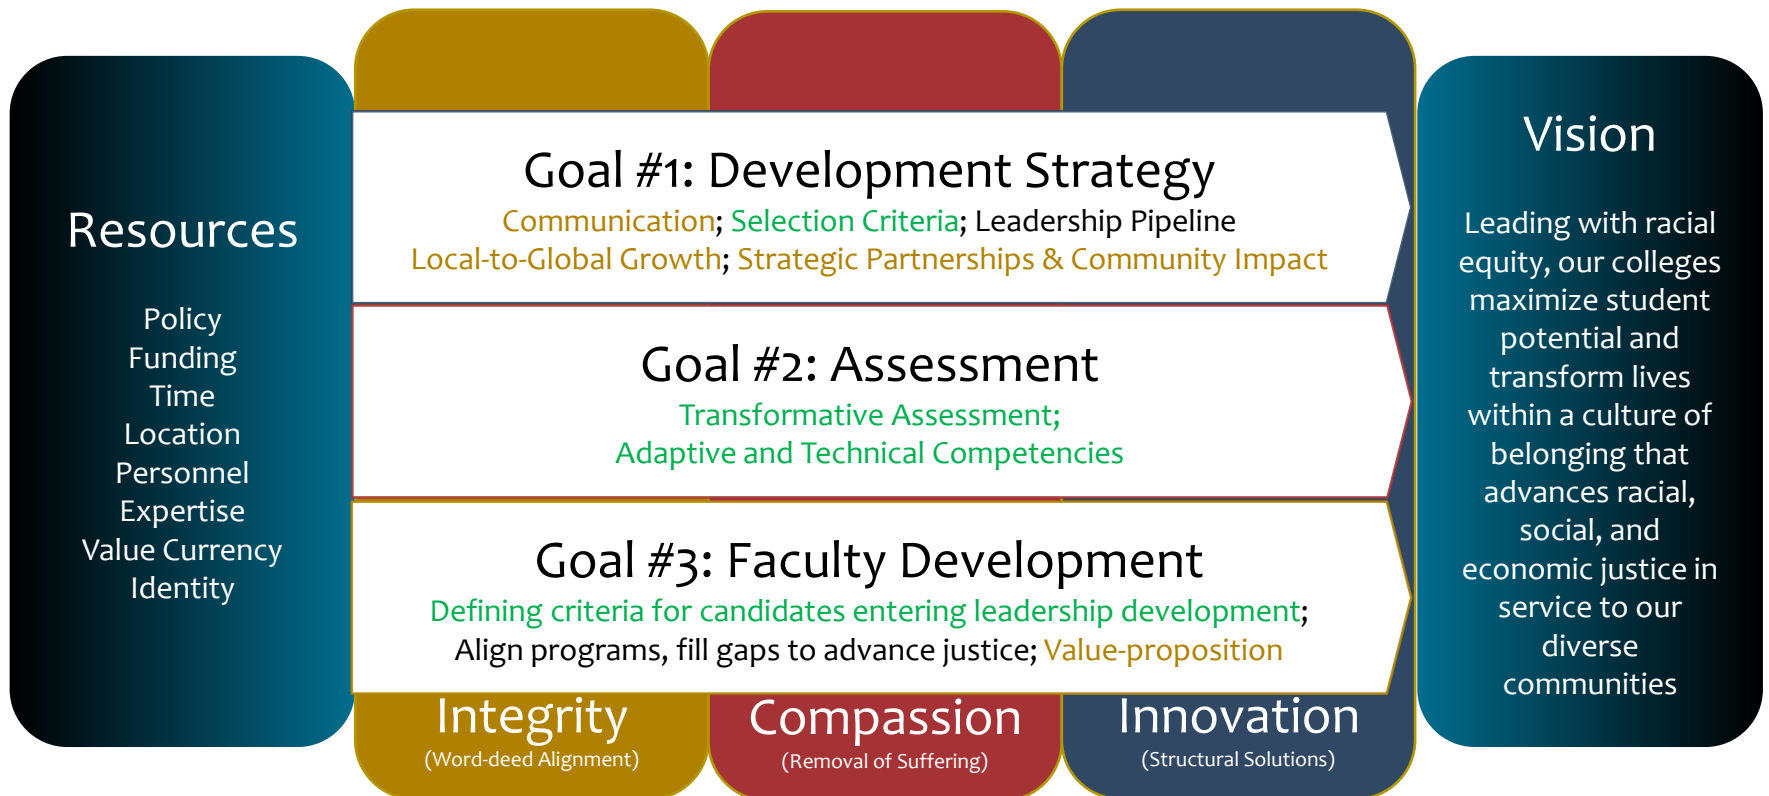 Resources
Policy
Funding
Time
Location
Personnel
Expertise
Value Currency
Identity
Goal #1: Development Strategy
Communication; Selection Criteria; Leadership Pipeline
Local-to-Global Growth; Strategic Partnerships & Community Impact
Goal #2: Assessment
Transformative Assessment;
Adaptive and Technical Competencies
Goal #3: Faculty Development
Defining criteria for candidates entering leadership development;
Align programs, fill gaps to advance justice; Value-proposition
Integrity
(Word-deed Alignment)
Compassion
(Removal of Suffering)
Innovation
(Structural Solutions)
Vision
Leading with racial
equity, our colleges
maximize student
potential and
transform lives
within a culture of
belonging that
advances racial,
social, and
economic justice in
service to our
diverse
communities